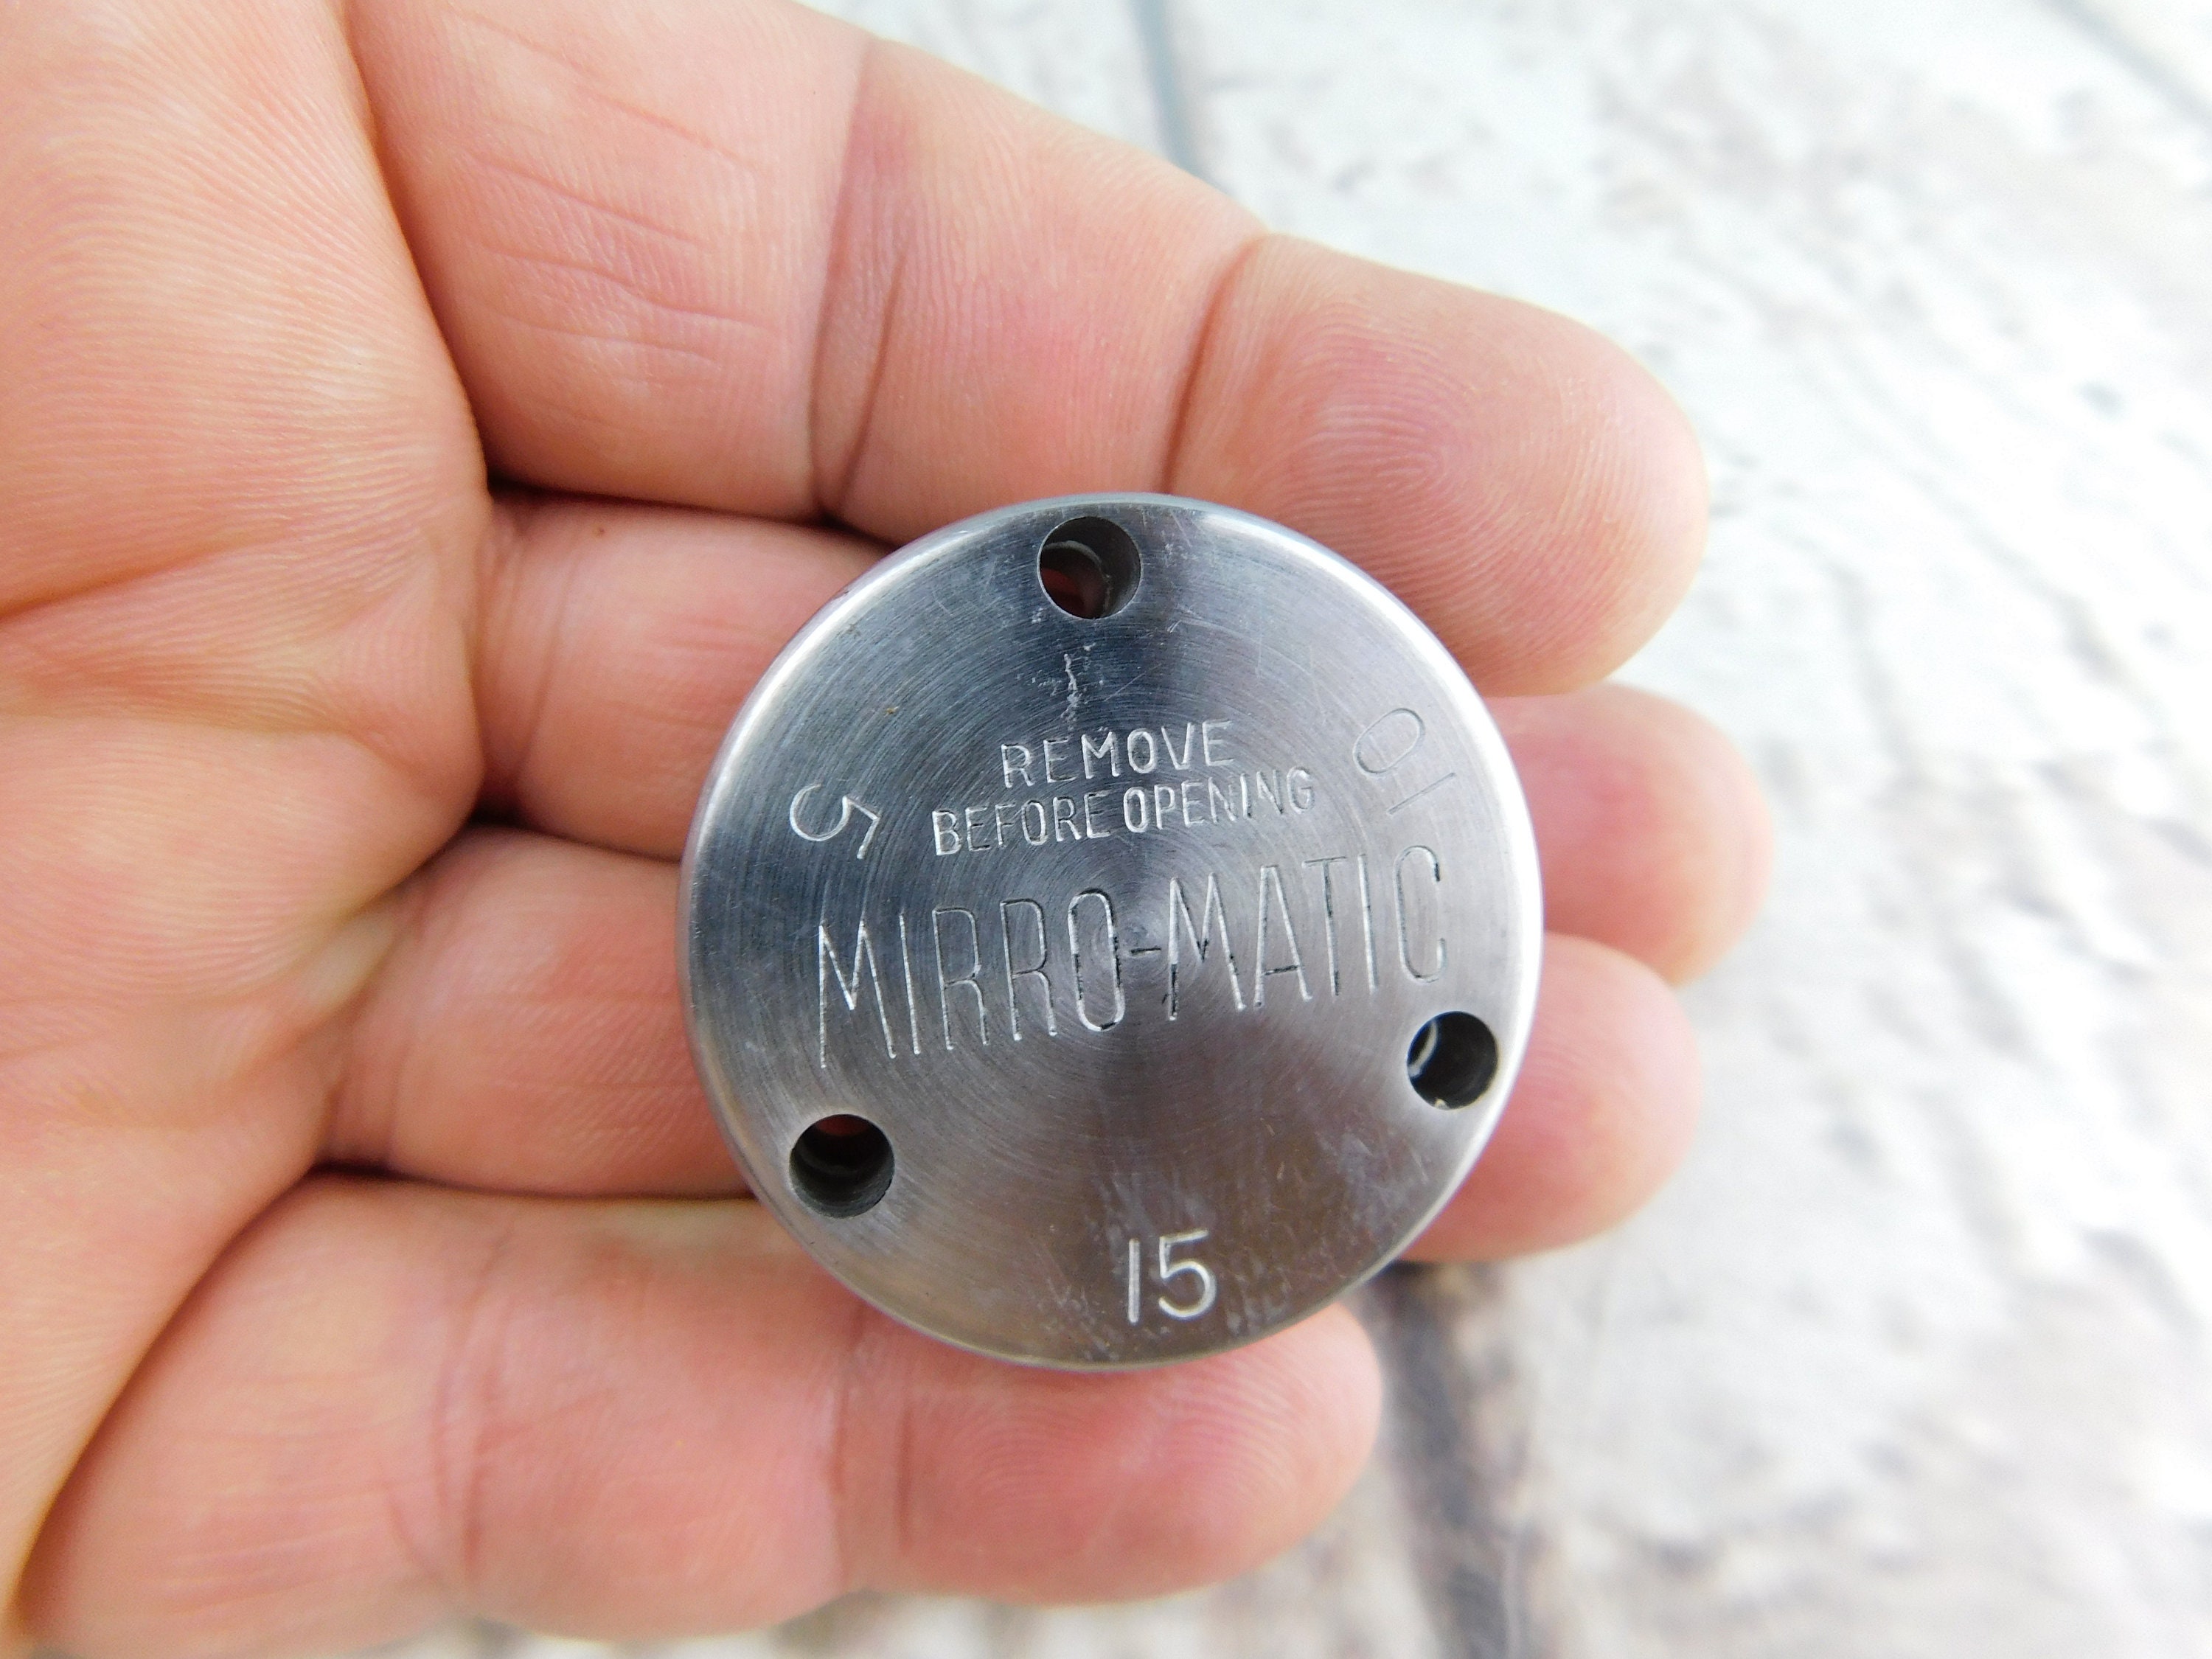 REMOVE
BEFORE OPENING
5
10
MIRRO-MATIC
15